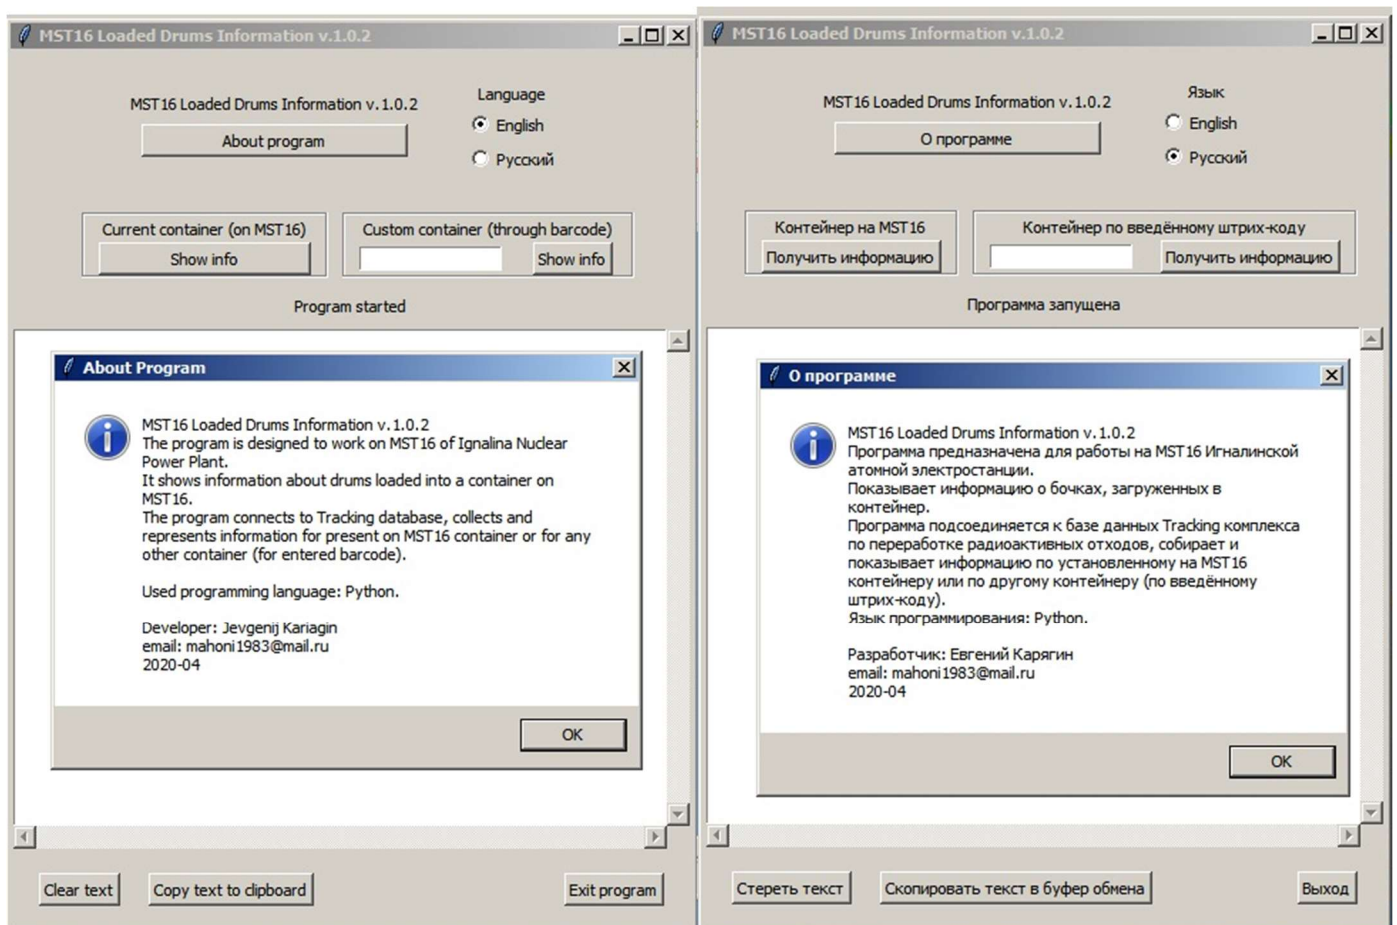 MST16 Loaded Drums Information v.1.0.2
MST16 Loaded Drums Information v.1.0.2
Language
About program
English
Русский
Current container (on MST16)
Show info
Custom container (through barcode)
Show info
Program started
About Program
MST16 Loaded Drums Information v.1.0.2
The program is designed to work on MST16 of Ignalina Nuclear
Power Plant.
It shows information about drums loaded into a container on
MST16.
The program connects to Tracking database, collects and
represents information for present on MST16 container or for any
other container (for entered barcode).
Used programming language: Python.
Developer: Jevgenij Kariagin
email: mahoni1983@mail.ru
2020-04
OK
Clear text
Copy text to clipboard
Exit program
MST16 Loaded Drums Information v.1.0.2
MST16 Loaded Drums Information v.1.0.2
Язык
О программе
English
Русский
Контейнер на MST16
Получить информацию
Контейнер по введённому штрих-коду
Получить информацию
Программа запущена
О программе
MST16 Loaded Drums Information v.1.0.2
Программа предназначена для работы на MST16 Игналинской
атомной электростанции.
Показывает информацию о бочках, загруженных в
контейнер.
Программа подсоединяется к базе данных Tracking комплекса
по переработке радиоактивных отходов, собирает и
показывает информацию по установленному на MST16
контейнеру или по другому контейнеру (по введённому
штрих-коду).
Язык программирования: Python.
Разработчик: Евгений Карягин
email: mahoni1983@mail.ru
2020-04
OK
Стереть текст
Скопировать текст в буфер обмена
Выход